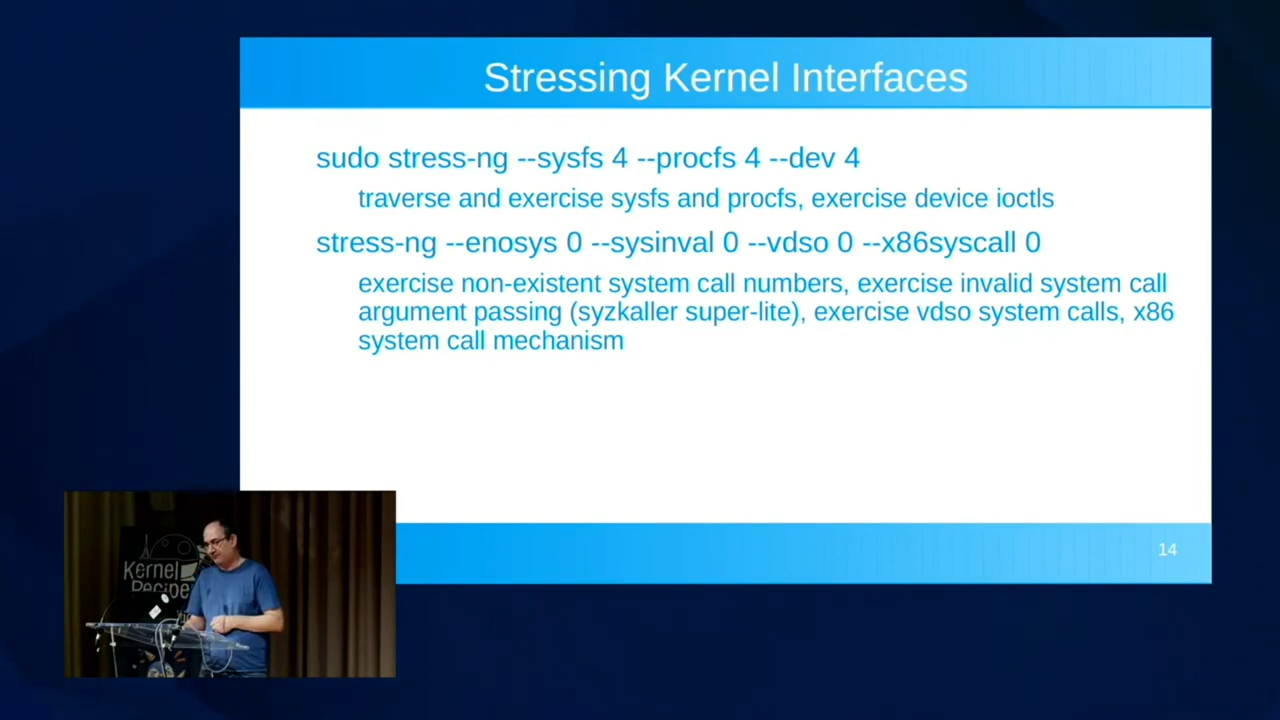 Stressing Kernel Interfaces
sudo stress-ng --sysfs 4 --procfs 4 --dev 4
traverse and exercise sysfs and procfs, exercise device ioctls
stress-ng --enosys 0 --sysinval 0 --vdso 0 --x86syscall 0
exercise non-existent system call numbers, exercise invalid system call
argument passing (syzkaller super-lite), exercise vdso system calls, x86
system call mechanism
14
Kernel
Recipe